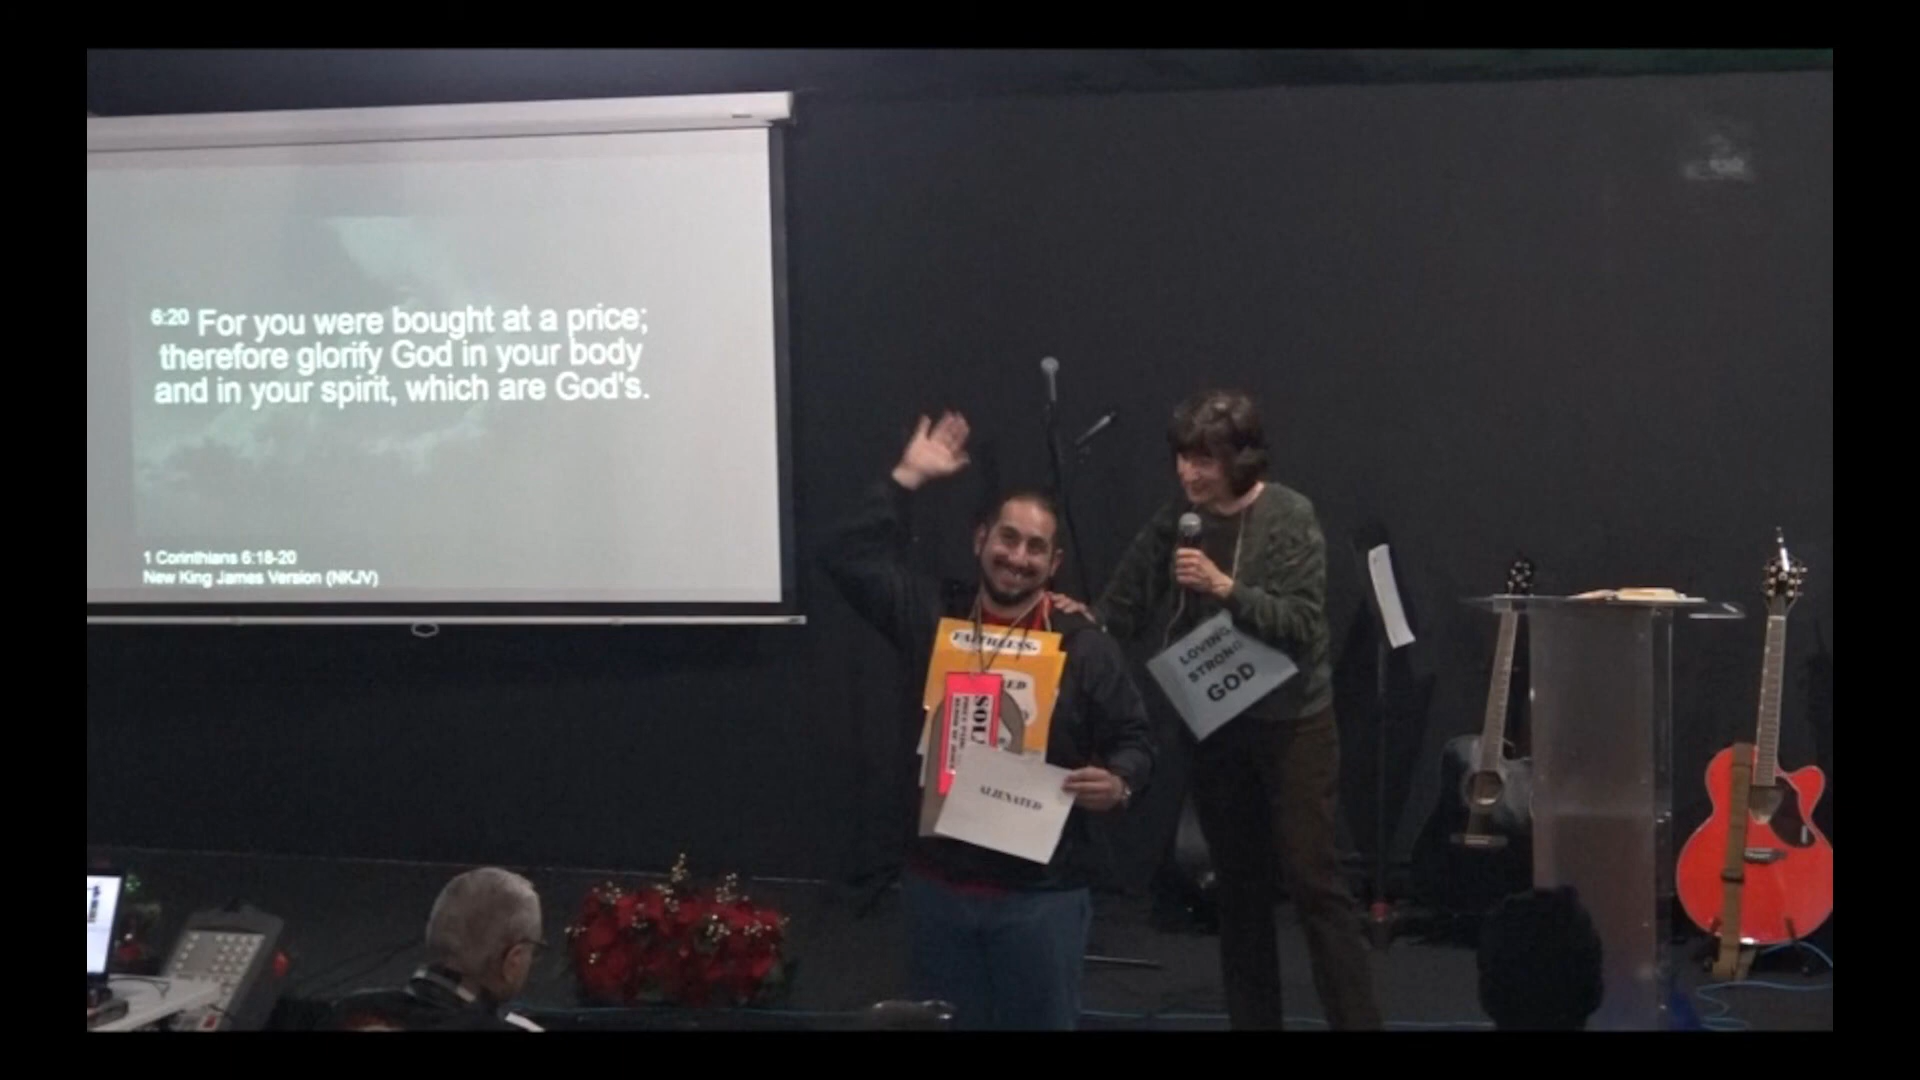 6:20 For you were bought at a price;
therefore glorify God in your body
and in your spirit, which are God's.
1 Corinthians 6:18-20
New King James Version (NKJV)
FAITHLESS
ALIENATED
LOVING
STRONG
GOD